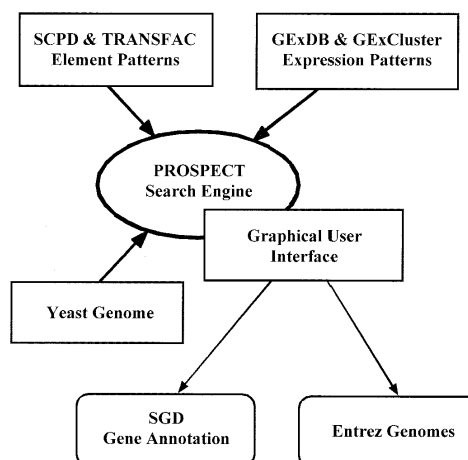 SCPD & TRANSFAC
Element Patterns
GExDB & GExCluster
Expression Patterns
PROSPECT
Search Engine
Graphical User
Interface
Yeast Genome
SGD
Gene Annotation
Entrez Genomes